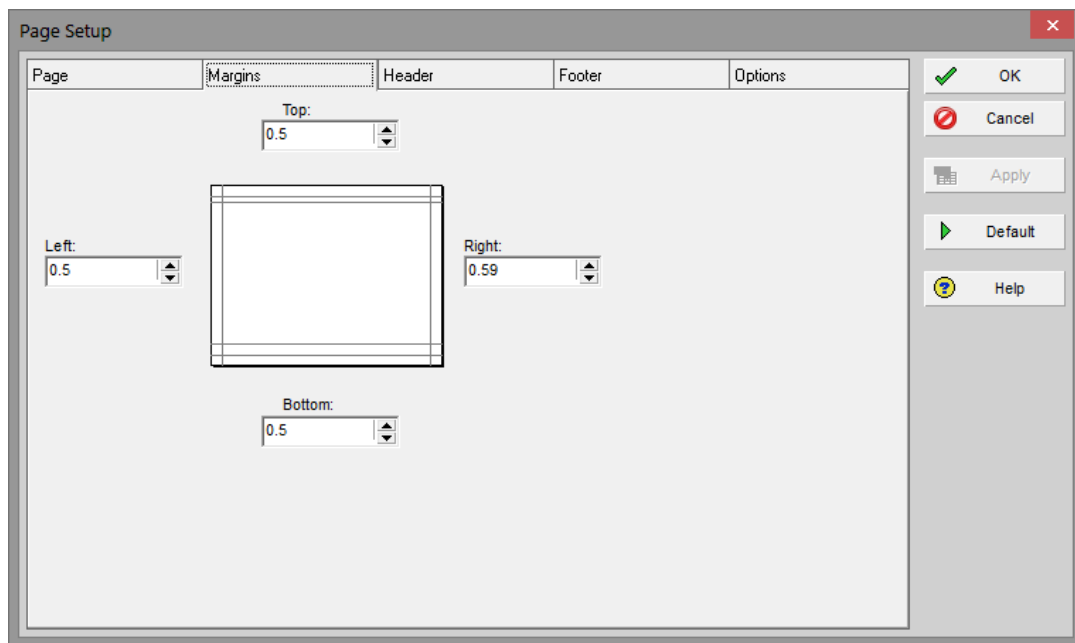 Page Setup
Page Margins Header Footer Options
OK
Cancel
Apply
Default
Help
Top:
0.5
Left:
0.5
Right:
0.59
Bottom:
0.5